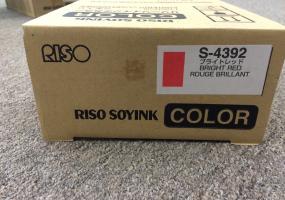 RISO
S-4392
ブライトレッド
BRIGHT RED
ROUGE BRILLANT
RISO SOYINK COLOR